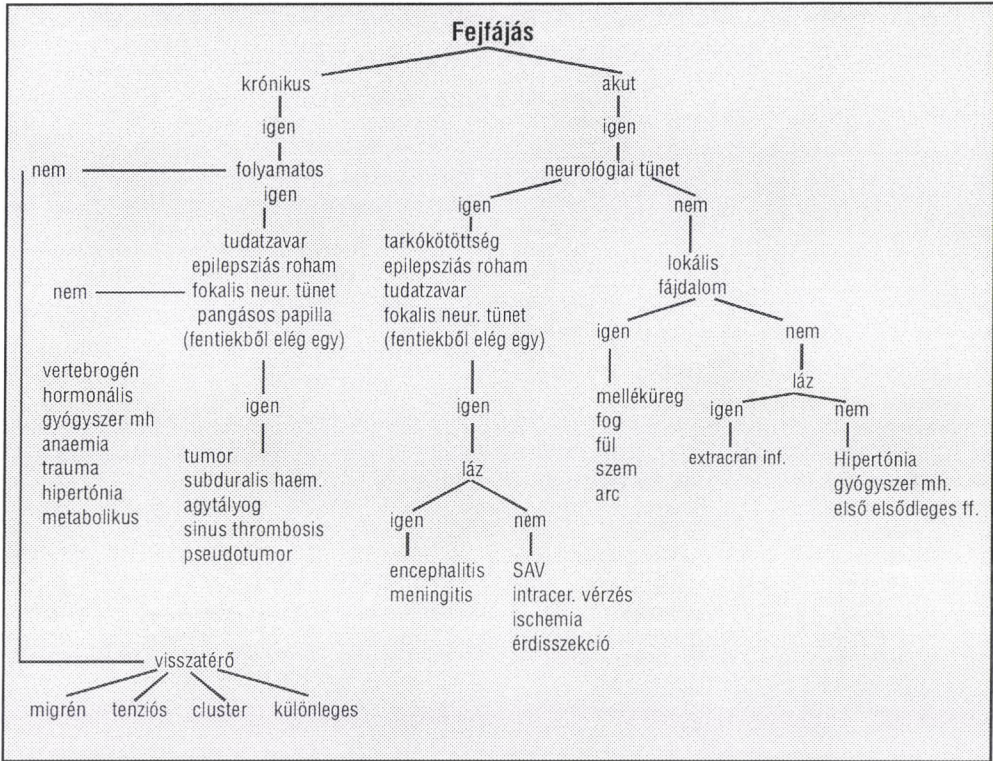 Fejfájás
krónikus
akut
igen
igen
nem
folyamatos
neurológiai tünet
igen
igen
nem
tudatzavar
epilepsziás roham
nem
fokalis neur. tünet
pangásos papilla
(fentiekből elég egy)
tarkókötöttség
epilepsziás roham
tudatzavar
fokalis neur. tünet
(fentiekből elég egy)
lokális
fájdalom
igen
nem
vertebrogén
hormonális
gyógyszer mh
anaemia
trauma
hipertónia
metabolikus
igen
igen
melléküreg
fog
fül
szem
arc
láz
igen
nem
extracran inf.
Hipertónia
gyógyszer mh.
első elsődleges ff.
tumor
subduralis haem.
agytályog
sinus thrombosis
pseudotumor
láz
igen
nem
encephalitis
meningitis
SAV
intracer. vérzés
ischemia
érdisszekció
visszatérő
migrén
tenziós
cluster
különleges